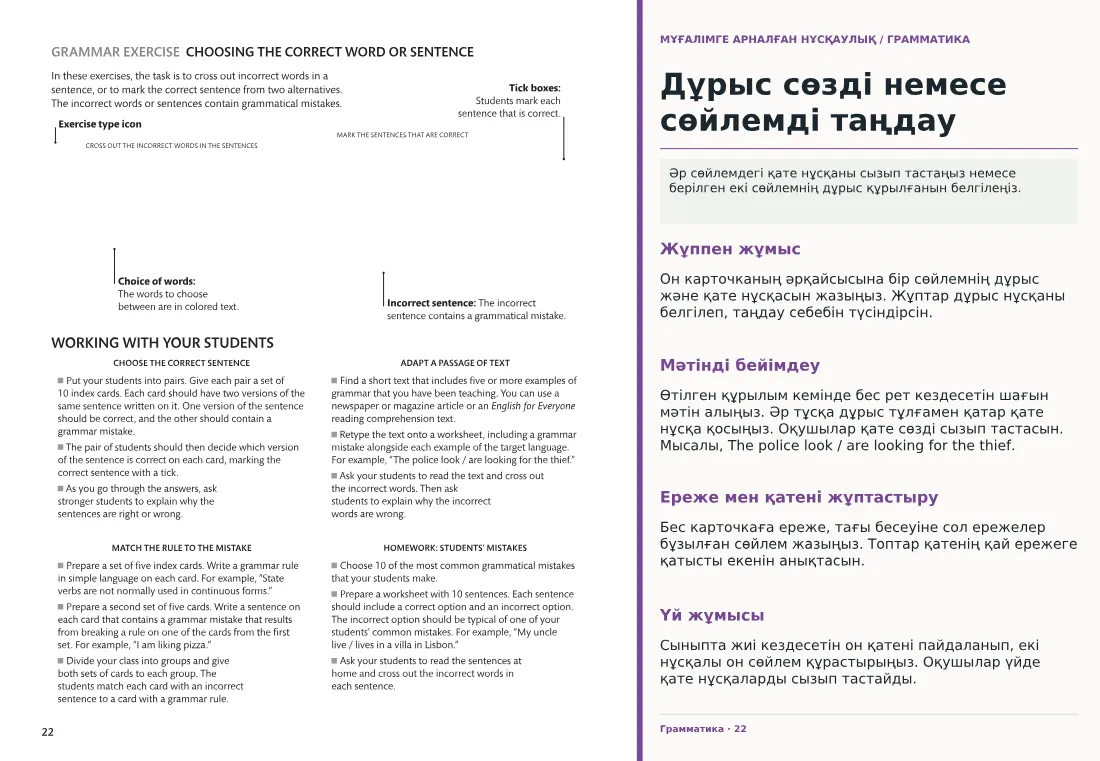 GRAMMAR EXERCISE CHOOSING THE CORRECT WORD OR SENTENCE
In these exercises, the task is to cross out incorrect words in a
sentence, or to mark the correct sentence from two alternatives.
The incorrect words or sentences contain grammatical mistakes.
Tick boxes:
Students mark each
sentence that is correct.
Exercise type icon
MARK THE SENTENCES THAT ARE CORRECT
CROSS OUT THE INCORRECT WORDS IN THE SENTENCES
Choice of words:
The words to choose
between are in colored text.
Incorrect sentence: The incorrect
sentence contains a grammatical mistake.
WORKING WITH YOUR STUDENTS
CHOOSE THE CORRECT SENTENCE
■ Put your students into pairs. Give each pair a set of
10 index cards. Each card should have two versions of the
same sentence written on it. One version of the sentence
should be correct, and the other should contain a
grammar mistake.
■ The pair of students should then decide which version
of the sentence is correct on each card, marking the
correct sentence with a tick.
■ As you go through the answers, ask
stronger students to explain why the
sentences are right or wrong.
ADAPT A PASSAGE OF TEXT
■ Find a short text that includes five or more examples of
grammar that you have been teaching. You can use a
newspaper or magazine article or an English for Everyone
reading comprehension text.
■ Retype the text onto a worksheet, including a grammar
mistake alongside each example of the target language.
For example, "The police look / are looking for the thief."
■ Ask your students to read the text and cross out
the incorrect words. Then ask
students to explain why the incorrect
words are wrong.
MATCH THE RULE TO THE MISTAKE
■ Prepare a set of five index cards. Write a grammar rule
in simple language on each card. For example, "State
verbs are not normally used in continuous forms."
■ Prepare a second set of five cards. Write a sentence on
each card that contains a grammar mistake that results
from breaking a rule on one of the cards from the first
set. For example, "I am liking pizza."
■ Divide your class into groups and give
both sets of cards to each group. The
students match each card with an incorrect
sentence to a card with a grammar rule.
HOMEWORK: STUDENTS' MISTAKES
■ Choose 10 of the most common grammatical mistakes
that your students make.
■ Prepare a worksheet with 10 sentences. Each sentence
should include a correct option and an incorrect option.
The incorrect option should be typical of one of your
students' common mistakes. For example, "My uncle
live / lives in a villa in Lisbon."
■ Ask your students to read the sentences at
home and cross out the incorrect words in
each sentence.
22
МҰҒАЛІМГЕ АРНАЛҒАН НҰСҚАУЛЫҚ / ГРАММАТИКА
Дұрыс сөзді немесе
сөйлемді таңдау
Әр сөйлемдегі қате нұсқаны сызып тастаңыз немесе
берілген екі сөйлемнің дұрыс құрылғанын белгілеңіз.
Жұппен жұмыс
Он карточканың әрқайсысына бір сөйлемнің дұрыс
және қате нұсқасын жазыңыз. Жұптар дұрыс нұсқаны
белгілеп, таңдау себебін түсіндірсін.
Мәтінді бейімдеу
Өтілген құрылым кемінде бес рет кездесетін шағын
мәтін алыңыз. Әр тұсқа дұрыс тұлғамен қатар қате
нұсқа қосыңыз. Оқушылар қате сөзді сызып тастасын.
Мысалы, The police look / are looking for the thief.
Ереже мен қатені жұптастыру
Бес карточкаға ереже, тағы бесеуіне сол ережелер
бұзылған сөйлем жазыңыз. Топтар қатенің қай ережеге
қатысты екенін анықтасын.
Үй жұмысы
Сыныпта жиі кездесетін он қатені пайдаланып, екі
нұсқалы он сөйлем құрастырыңыз. Оқушылар үйде
қате нұсқаларды сызып тастайды.
Грамматика · 22